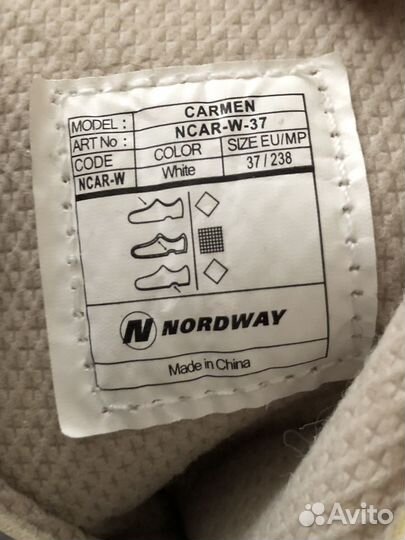 MODEL : CARMEN
ART No : NCAR-W-37
CODE COLOR SIZE EU/MP
NCAR-W White 37 / 238
N NORDWAY
Made in China
Avito